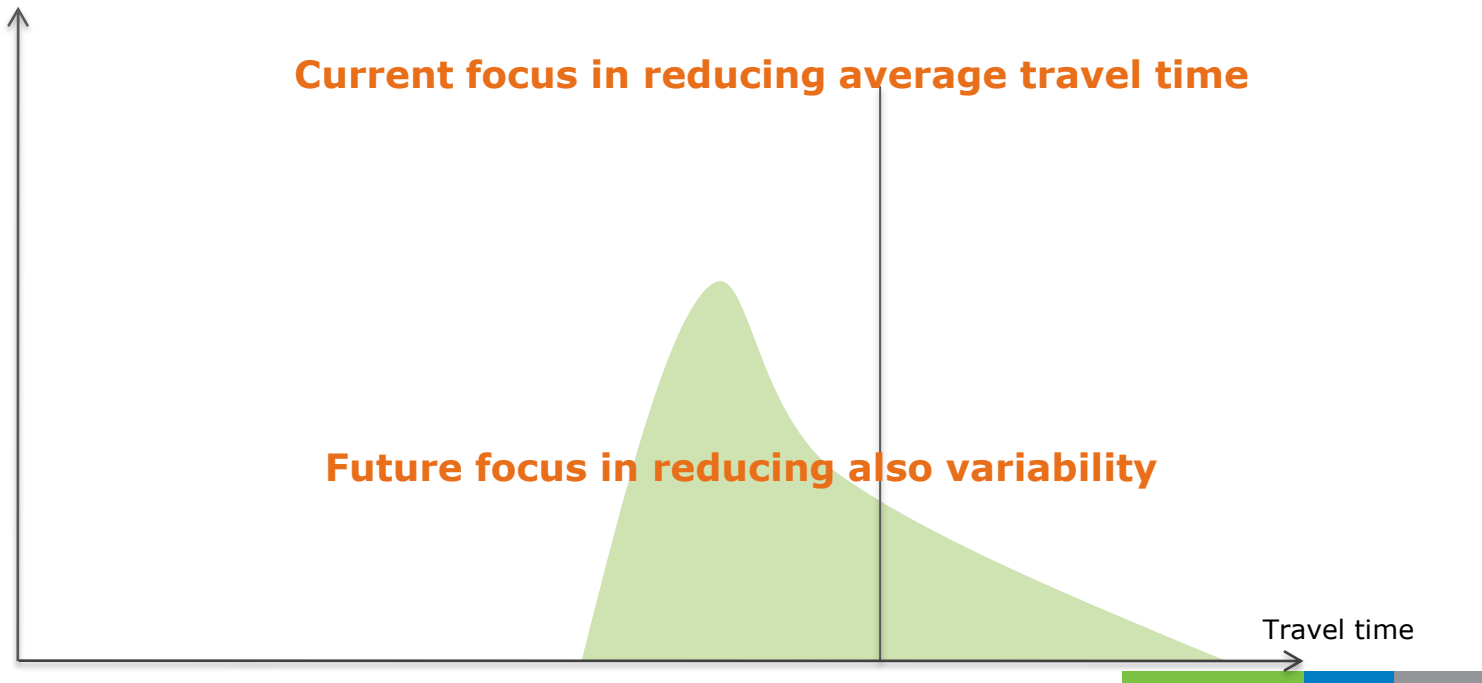 Current focus in reducing average travel time
Future focus in reducing also variability
Travel time